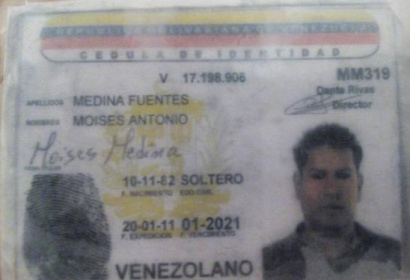 REPUBLICA BOLIVARIANA DE VENEZUELA
CEDULA DE IDENTIDAD
V 17.198.906
MM319
Dante Rivas
Director
APELLIDOS MEDINA FUENTES
NOMBRES MOISES ANTONIO
Moises Medina
10-11-82 SOLTERO
F. NACIMIENTO EDO CIVIL
20-01-11 01-2021
F. EXPEDICION F. VENCIMIENTO
VENEZOLANO